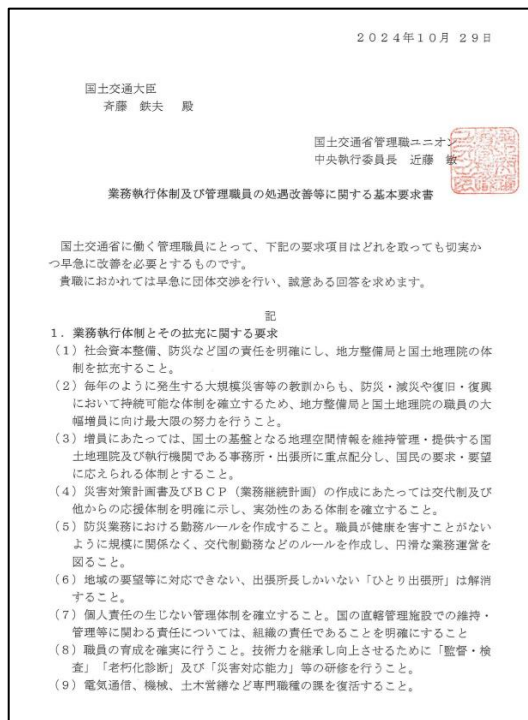 2024年10月 29日
国土交通大臣
斉藤 鉄夫 殿
国土交通省管理職ユニオン
中央執行委員長 近藤 敏
業務執行体制及び管理職員の処遇改善等に関する基本要求書
国土交通省に働く管理職員にとって、下記の要求項目はどれを取っても切実か
つ早急に改善を必要とするものです。
貴職におかれては早急に団体交渉を行い、誠意ある回答を求めます。
記
1.業務執行体制とその拡充に関する要求
(1)社会資本整備、防災など国の責任を明確にし、地方整備局と国土地理院の体
制を拡充すること。
(2)毎年のように発生する大規模災害等の教訓からも、防災・減災や復旧・復興
において持続可能な体制を確立するため、地方整備局と国土地理院の職員の大
幅増員に向け最大限の努力を行うこと。
(3)増員にあたっては、国土の基盤となる地理空間情報を維持管理・提供する国
土地理院及び執行機関である事務所・出張所に重点配分し、国民の要求・要望
に応えられる体制とすること。
(4)災害対策計画書及びBCP(業務継続計画)の作成にあたっては交代制及び
他からの応援体制を明確に示し、実効性のある体制を確立すること。
(5)防災業務における勤務ルールを作成すること。職員が健康を害すことがない
ように規模に関係なく、交代制勤務などのルールを作成し、円滑な業務運営を
図ること。
(6)地域の要望等に対応できない、出張所長しかいない「ひとり出張所」は解消
すること。
(7)個人責任の生じない管理体制を確立すること。国の直轄管理施設での維持・
管理等に関わる責任については、組織の責任であることを明確にすること
(8)職員の育成を確実に行うこと。技術力を継承し向上させるために「監督・検
査」「老朽化診断」及び「災害対応能力」等の研修を行うこと。
(9)電気通信、機械、土木営繕など専門職種の課を復活すること。